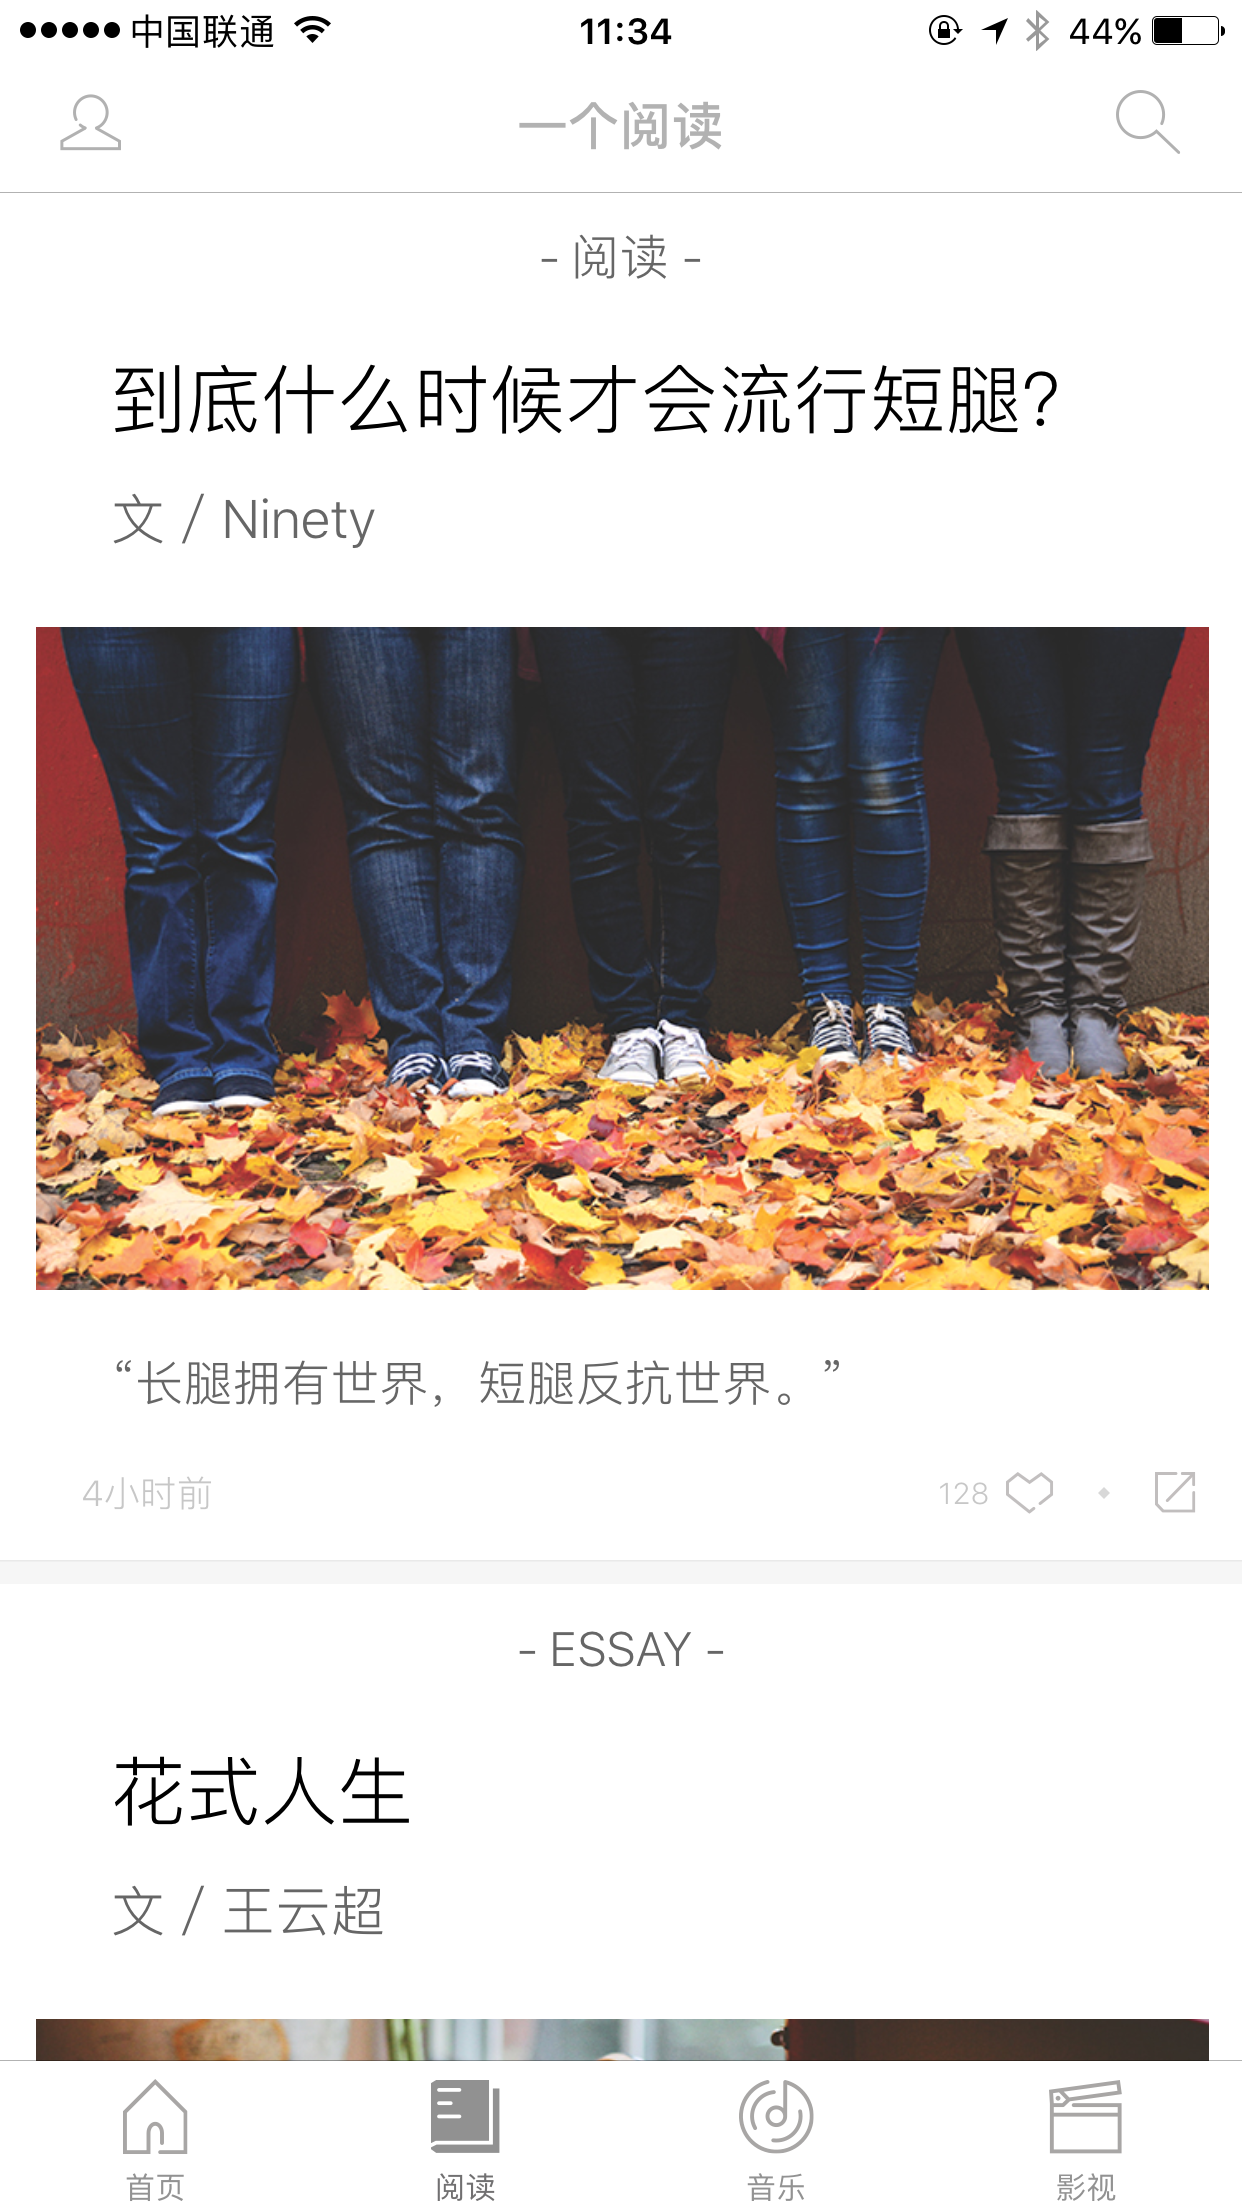 中国联通 11:34 44%
一个阅读
- 阅读 -
到底什么时候才会流行短腿?
文 / Ninety
“长腿拥有世界，短腿反抗世界。”
4小时前 128
- ESSAY -
花式人生
文 / 王云超
首页 阅读 音乐 影视